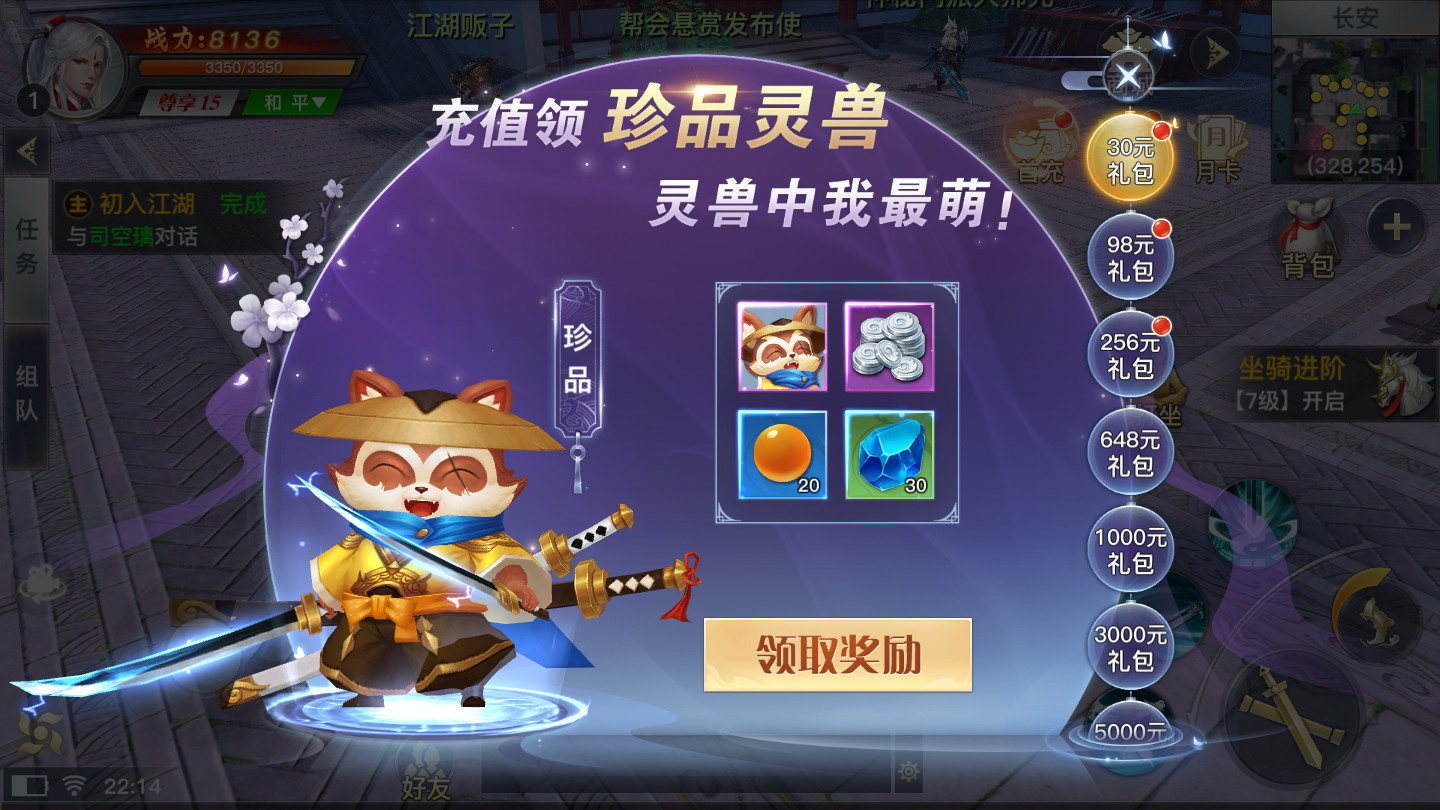 江湖贩子
帮会悬赏发布使
长安
战力:8136
3350/3350
1
尊享15
和 平
充值领 珍品灵兽
灵兽中我最萌!
首充
月卡
(328,254)
主 初入江湖 完成
与司空璃对话
任务
组队
珍品
20
30
领取奖励
30元
礼包
98元
礼包
256元
礼包
648元
礼包
1000元
礼包
3000元
礼包
5000元
背包
坐骑进阶
【7级】开启
坐
22:14
好友